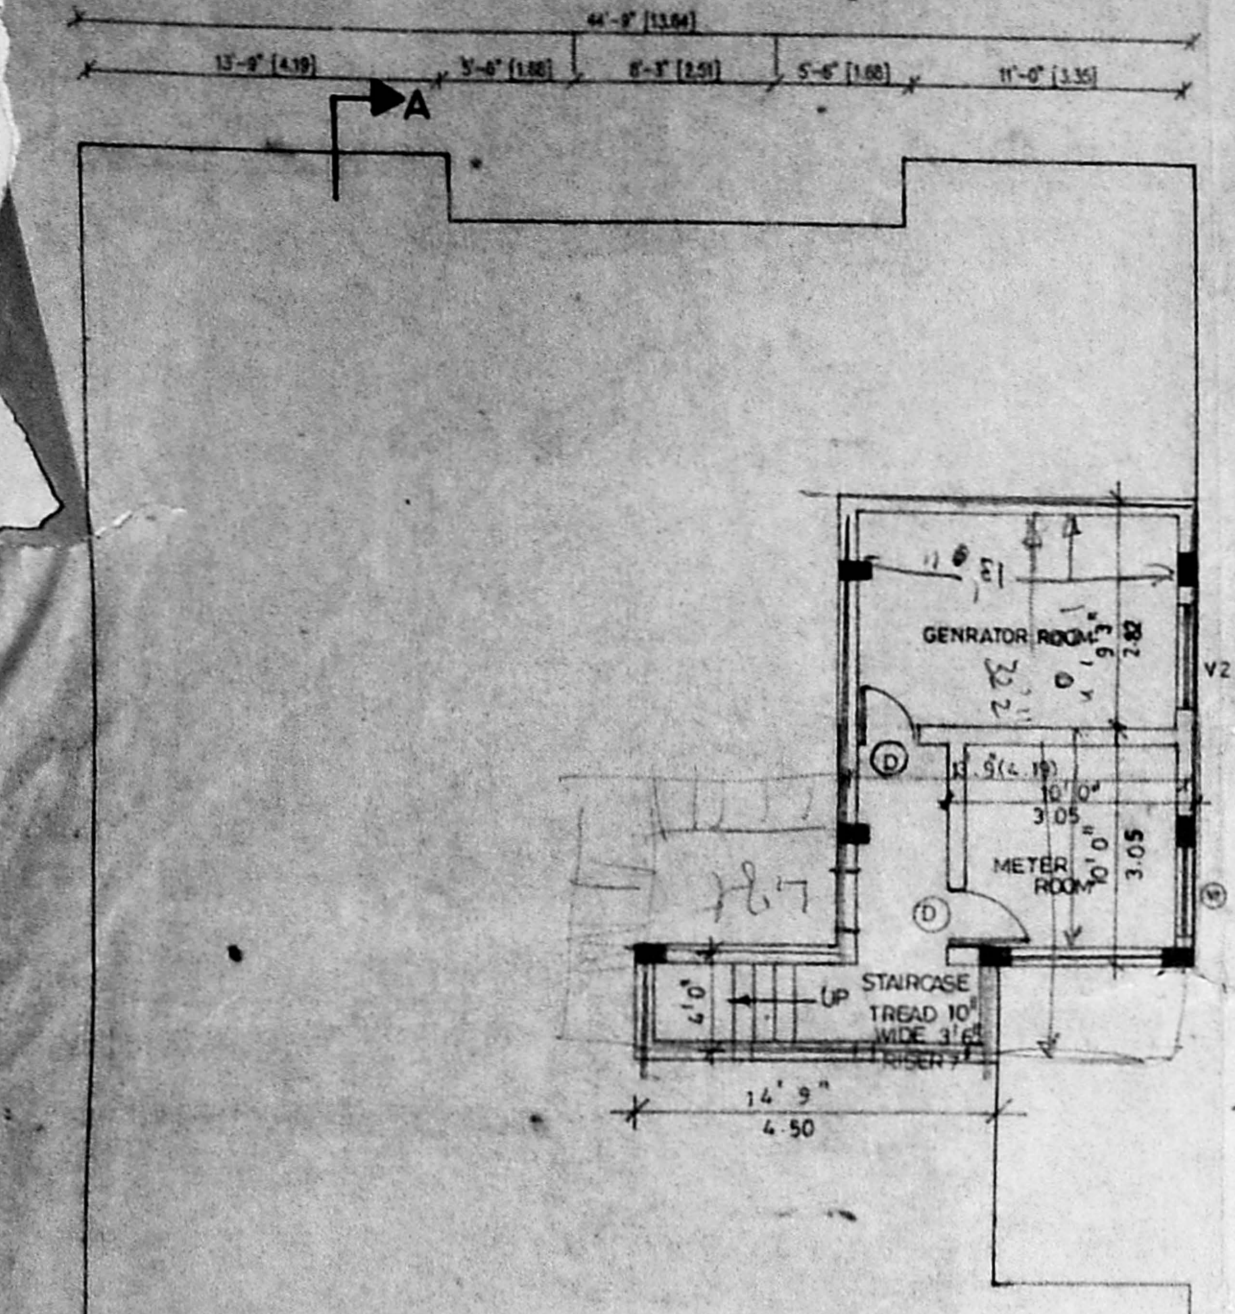 44'-9" [13.64]
13'-9" [4.19] 5'-6" [1.68] 8'-3" [2.51] 5'-6" [1.68] 11'-0" [3.35]
A
13'
GENRATOR ROOM
9'3"
2.82
V2
D
9"(4.19)
10'0"
3.05
METER
ROOM
10'0"
3.05
D
4'0"
UP
STAIRCASE
TREAD 10"
WIDE 3'6"
RISER 7"
14' 9"
4.50